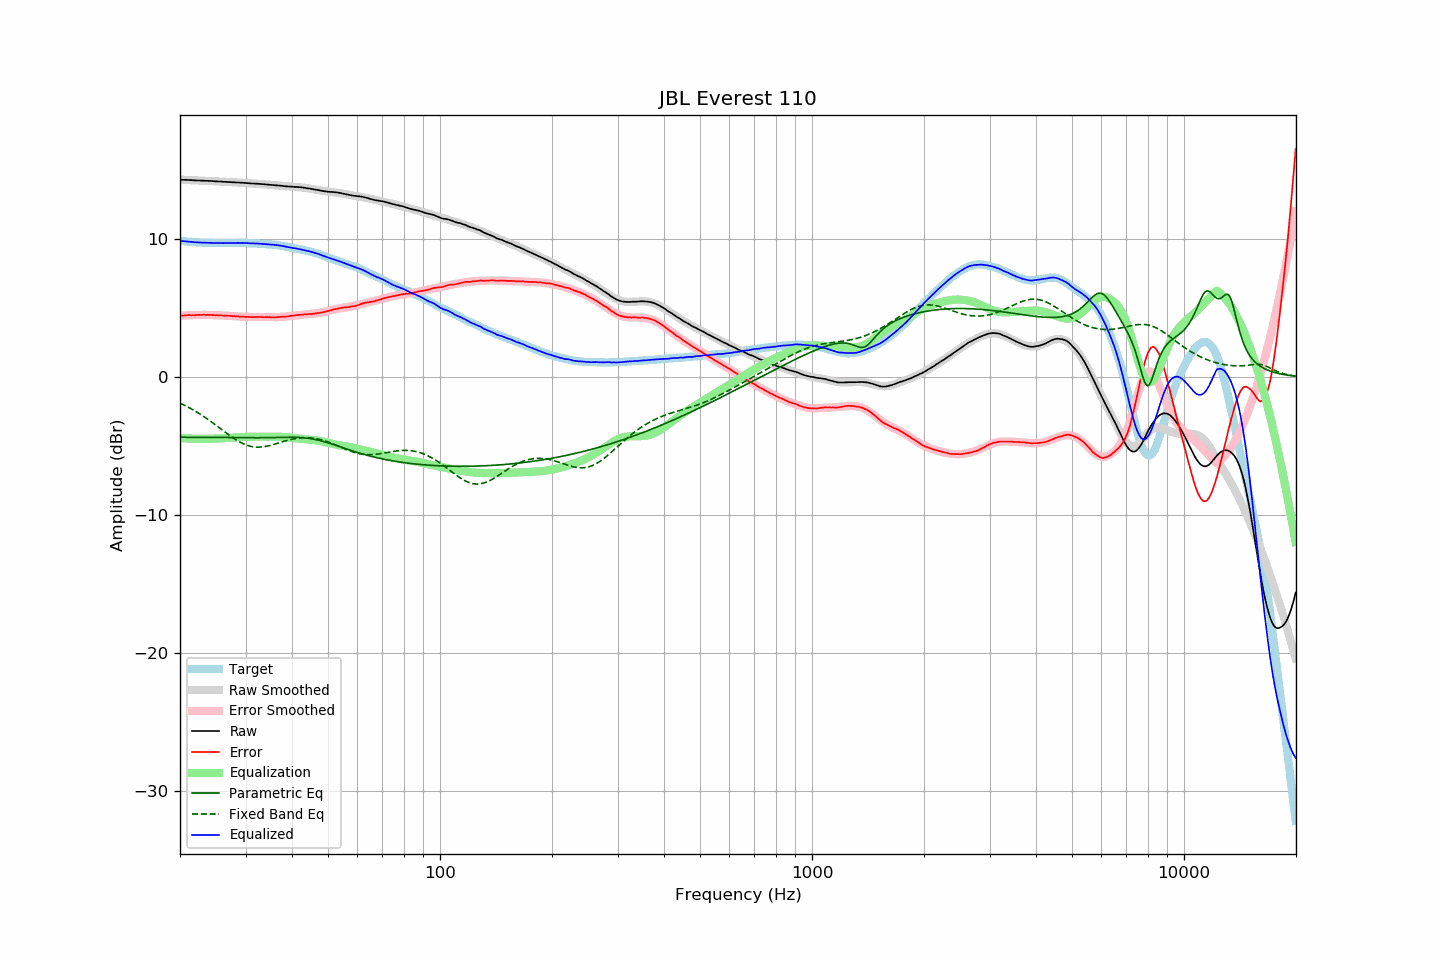 JBL Everest 110
Amplitude (dBr)
10
0
−10
−20
−30
Target
Raw Smoothed
Error Smoothed
Raw
Error
Equalization
Parametric Eq
Fixed Band Eq
Equalized
100
1000
10000
Frequency (Hz)